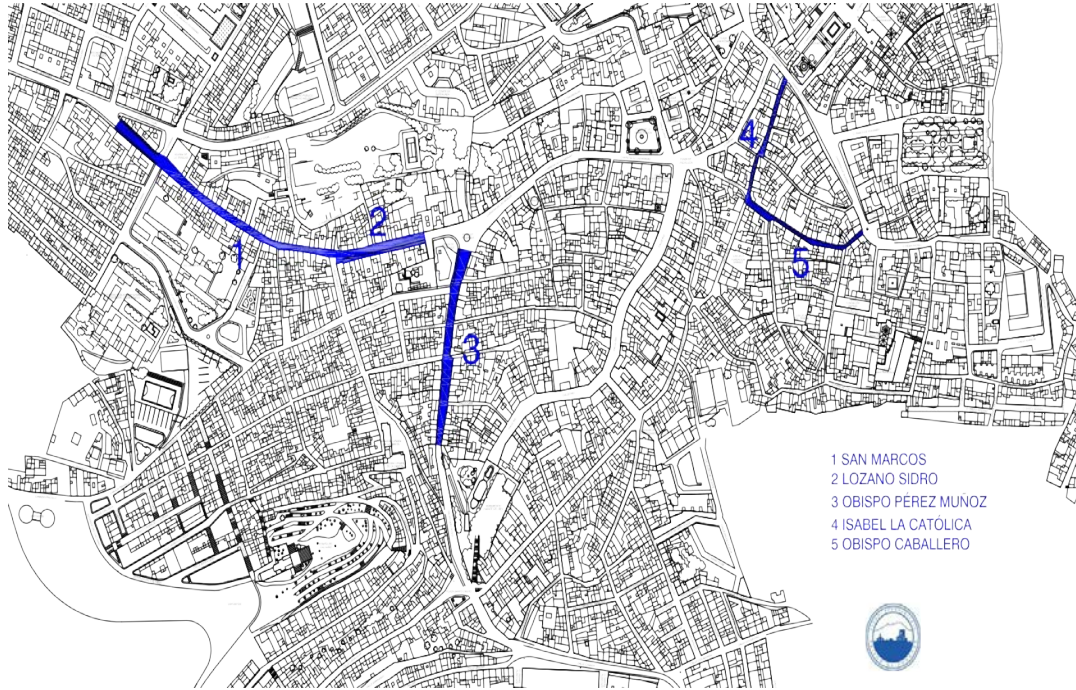 4
2
1
5
3
1 SAN MARCOS
2 LOZANO SIDRO
3 OBISPO PÉREZ MUÑOZ
4 ISABEL LA CATÓLICA
5 OBISPO CABALLERO